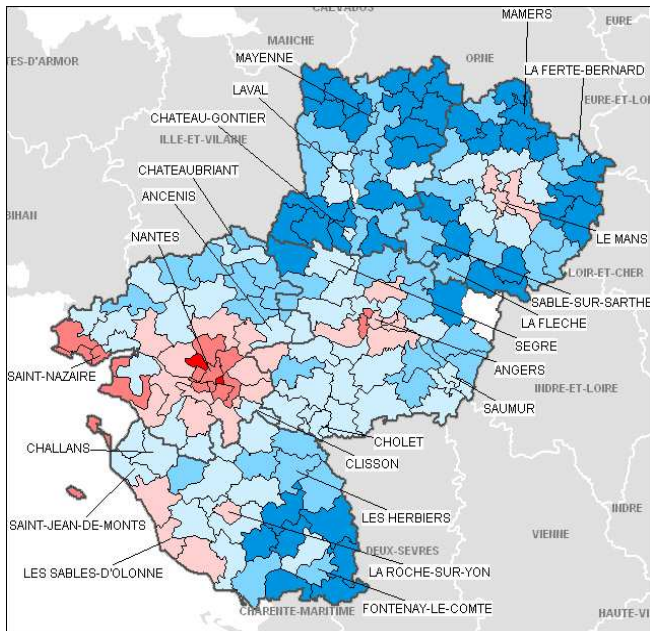 CALVADOS
MAMERS
EURE
MANCHE
ORNE
MAYENNE
TES-D'ARMOR
LA FERTE-BERNARD
LAVAL
EURE-ET-LOI
CHATEAU-GONTIER
ILLE-ET-VILAINE
CHATEAUBRIANT
ANCENIS
BIHAN
NANTES
LE MANS
LOIR-ET-CHER
SABLE-SUR-SARTHE
LA FLECHE
SEGRE
SAINT-NAZAIRE
ANGERS
INDRE-ET-LOIRE
SAUMUR
CHOLET
CHALLANS
CLISSON
INDRE
SAINT-JEAN-DE-MONTS
LES HERBIERS
VIENNE
DEUX-SEVRES
LES SABLES-D'OLONNE
LA ROCHE-SUR-YON
FONTENAY-LE-COMTE
CHARENTE-MARITIME
HAUTE-VI